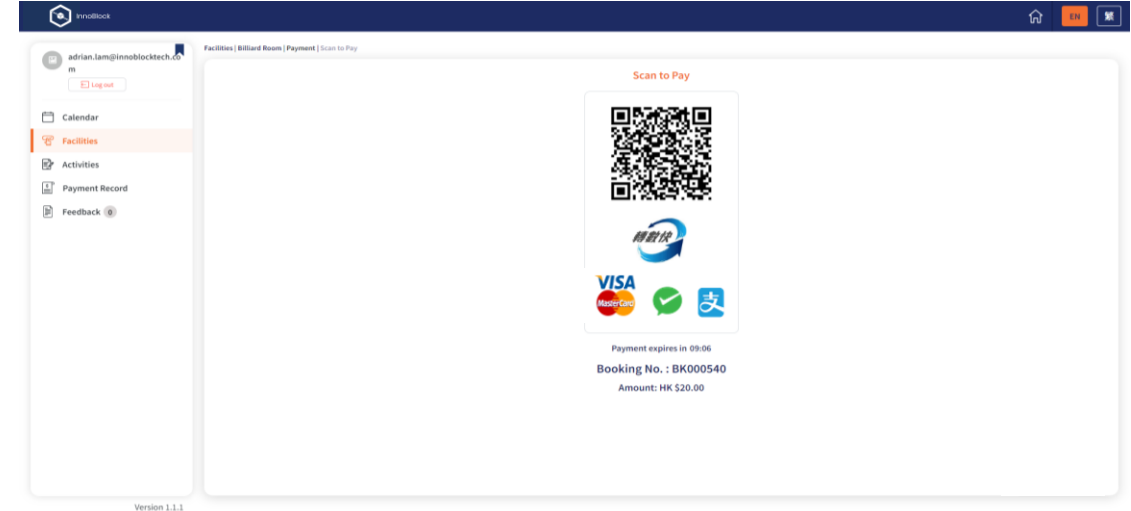 InnoBlock
EN
繁
adrian.lam@innoblocktech.co
m
Log out
Calendar
Facilities
Activities
Payment Record
Feedback 0
Version 1.1.1
Facilities | Billiard Room | Payment | Scan to Pay
Scan to Pay
轉數快
VISA
MasterCard
支
Payment expires in 09:06
Booking No. : BK000540
Amount: HK $20.00